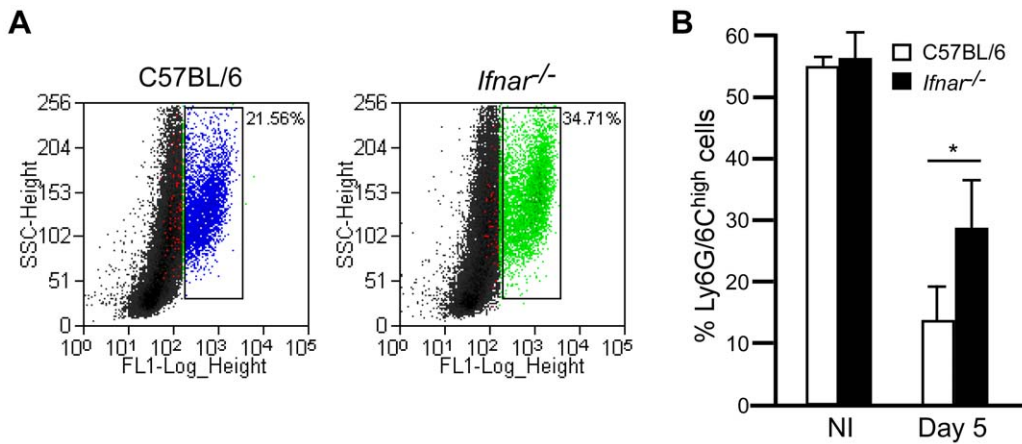 A
C57BL/6
Ifnar-/-
256
204
153
102
51
0
SSC-Height
21.56%
10⁰ 10¹ 10² 10³ 10⁴ 10⁵
FL1-Log_Height
256
204
153
102
51
0
SSC-Height
34.71%
10⁰ 10¹ 10² 10³ 10⁴ 10⁵
FL1-Log_Height
B
60
50
40
30
20
10
0
% Ly6G/6Chigh cells
C57BL/6
Ifnar-/-
*
NI Day 5